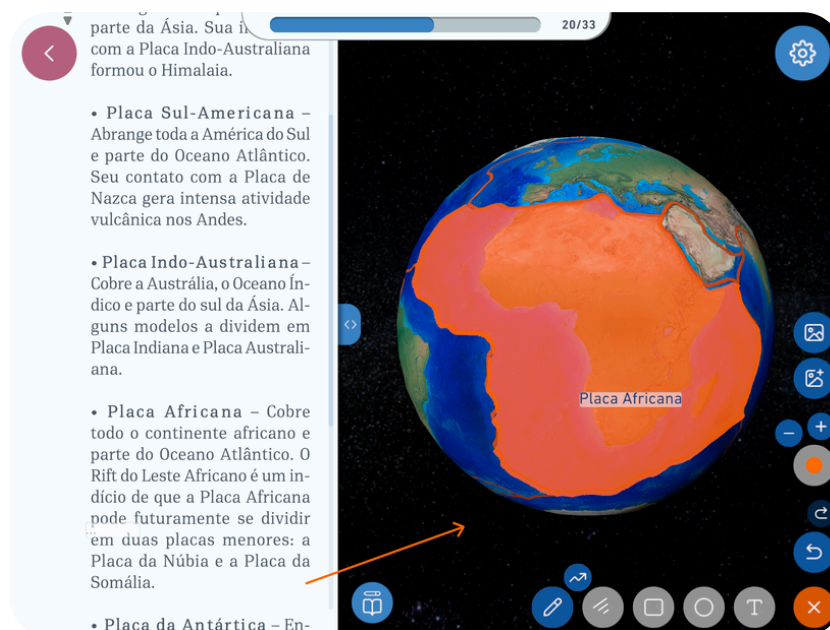 parte da Ásia. Sua
com a Placa Indo-Australiana
formou o Himalaia.
• Placa Sul-Americana –
Abrange toda a América do Sul
e parte do Oceano Atlântico.
Seu contato com a Placa de
Nazca gera intensa atividade
vulcânica nos Andes.
• Placa Indo-Australiana –
Cobre a Austrália, o Oceano Ín-
dico e parte do sul da Ásia. Al-
guns modelos a dividem em
Placa Indiana e Placa Australi-
ana.
• Placa Africana – Cobre
todo o continente africano e
parte do Oceano Atlântico. O
Rift do Leste Africano é um in-
dício de que a Placa Africana
pode futuramente se dividir
em duas placas menores: a
Placa da Núbia e a Placa da
Somália.
• Placa da Antártica – En-
20/33
Placa Africana
T